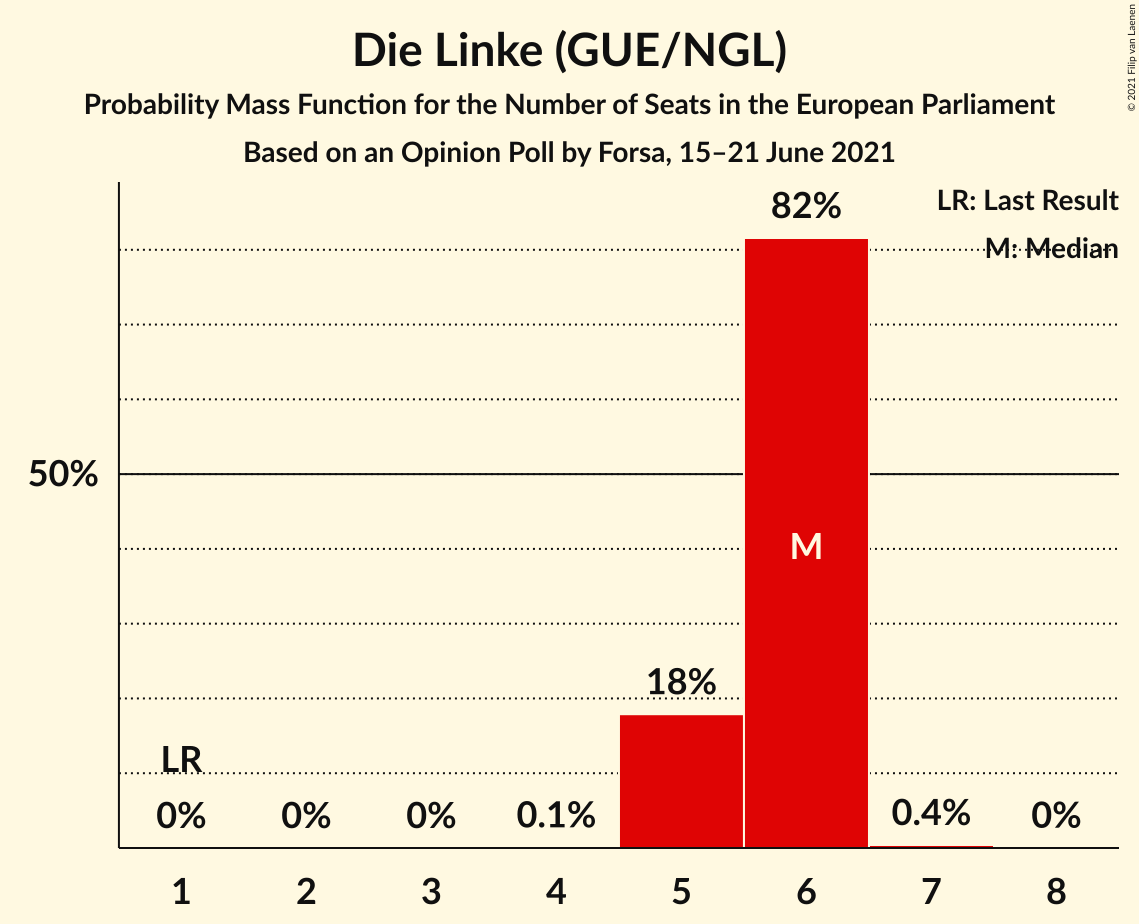 Die Linke (GUE/NGL)
Probability Mass Function for the Number of Seats in the European Parliament
Based on an Opinion Poll by Forsa, 15–21 June 2021
© 2021 Filip van Laenen
LR: Last Result
M: Median
82%
50%
M
18%
LR
0%
0%
0%
0.1%
0.4%
0%
1
2
3
4
5
6
7
8